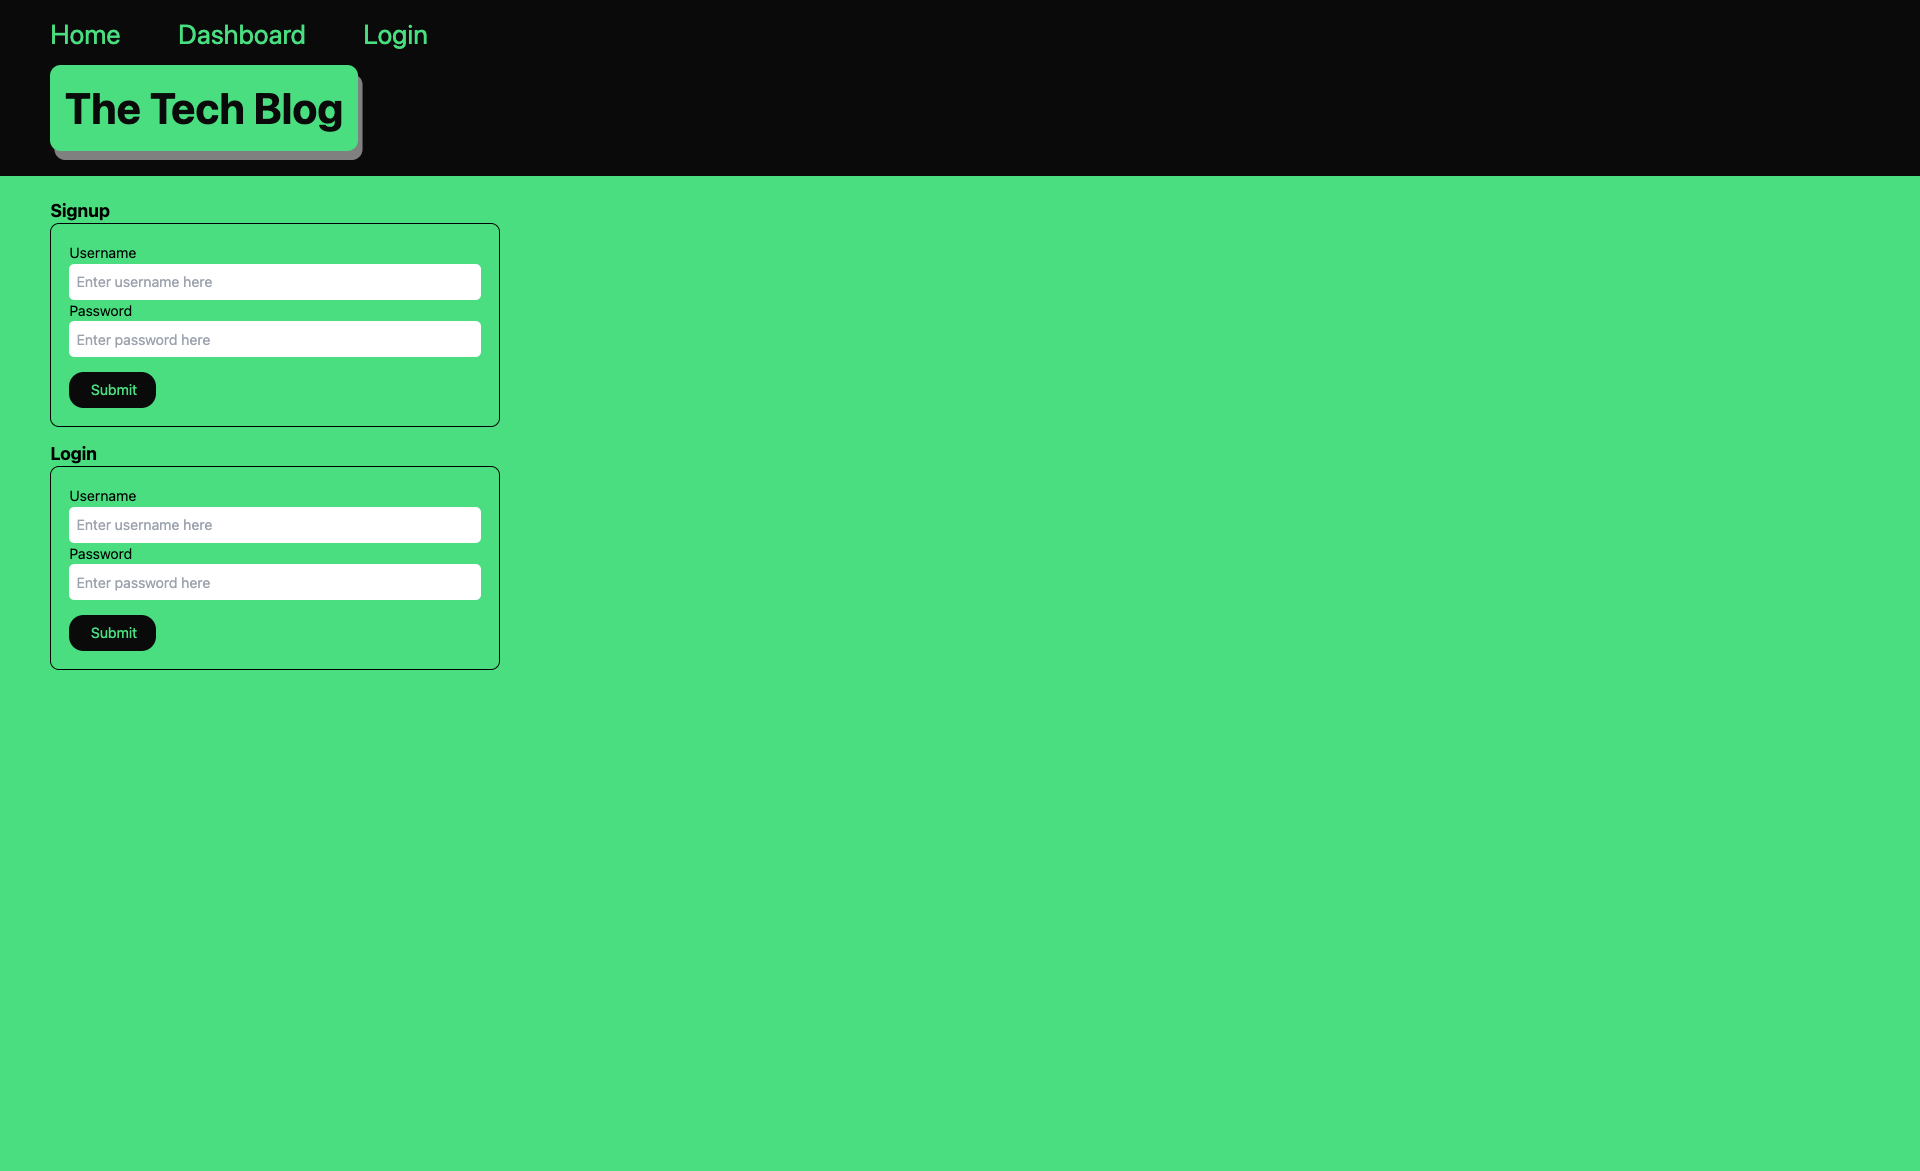 Home Dashboard Login
The Tech Blog
Signup
Username
Enter username here
Password
Enter password here
Submit
Login
Username
Enter username here
Password
Enter password here
Submit